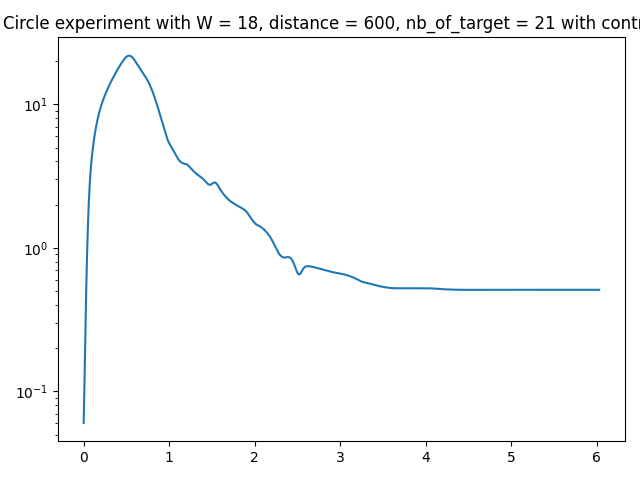 Circle experiment with W = 18, distance = 600, nb_of_target = 21 with
10¹
10⁰
10⁻¹
0 1 2 3 4 5 6